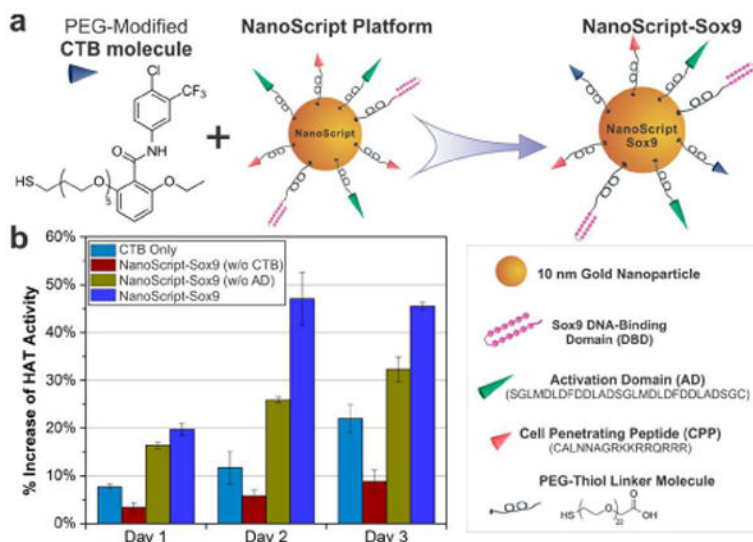 a
PEG-Modified
CTB molecule
NanoScript Platform
NanoScript-Sox9
Cl
CF3
NH
O
HS
O
5
O
+
NanoScript
NanoScript
Sox9
b
60%
50%
40%
30%
20%
10%
0%
% Increase of HAT Activity
CTB Only
NanoScript-Sox9 (w/o CTB)
NanoScript-Sox9 (w/o AD)
NanoScript-Sox9
Day 1
Day 2
Day 3
10 nm Gold Nanoparticle
Sox9 DNA-Binding
Domain (DBD)
Activation Domain (AD)
(SGLMDLDFDDLADSGLMDLDFDDLADSGC)
Cell Penetrating Peptide (CPP)
(CALNNAGRKKRRQRRR)
PEG-Thiol Linker Molecule
O
HS
O
22
OH